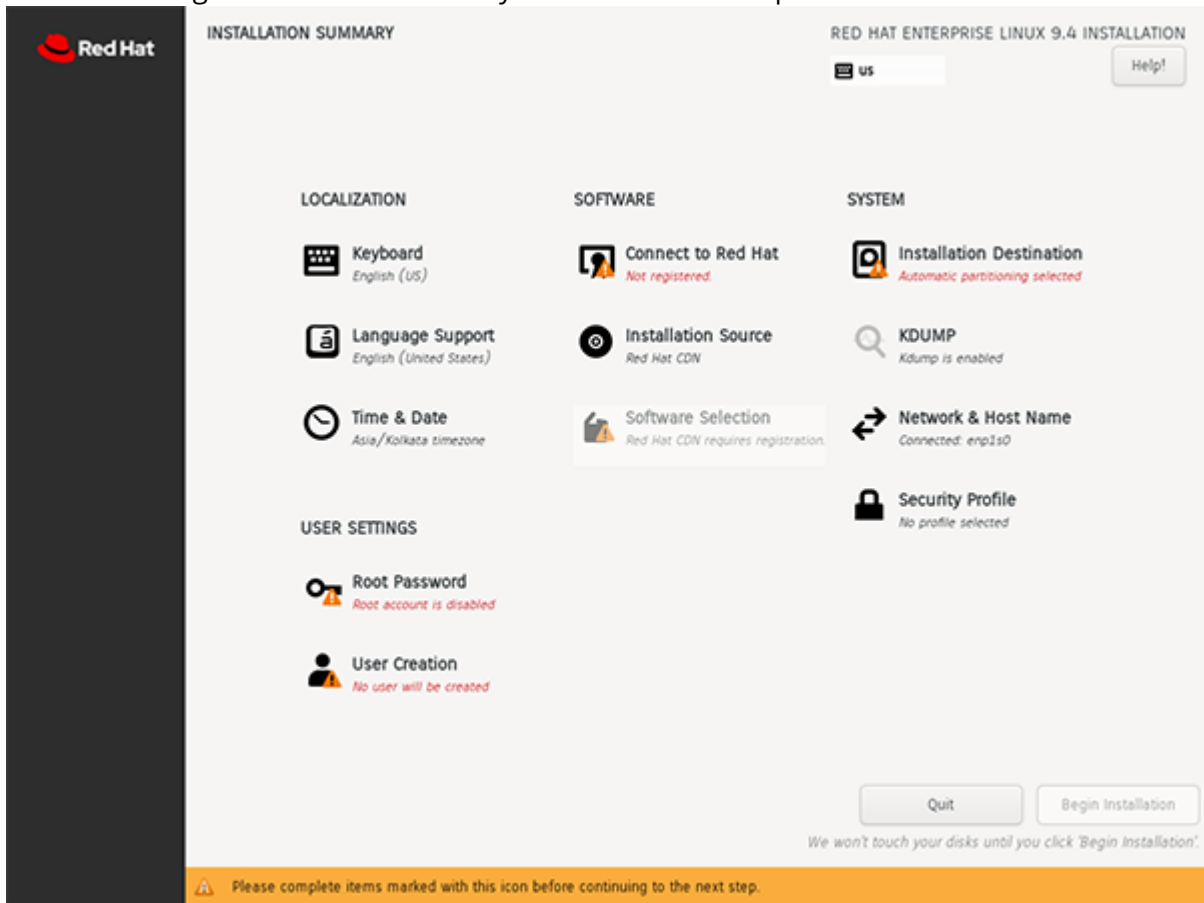 Red Hat
INSTALLATION SUMMARY
RED HAT ENTERPRISE LINUX 9.4 INSTALLATION
us
Help!
LOCALIZATION
Keyboard
English (US)
Language Support
English (United States)
Time & Date
Asia/Kolkata timezone
SOFTWARE
Connect to Red Hat
Not registered.
Installation Source
Red Hat CDN
Software Selection
Red Hat CDN requires registration.
SYSTEM
Installation Destination
Automatic partitioning selected
KDUMP
Kdump is enabled
Network & Host Name
Connected: enp1s0
Security Profile
No profile selected
USER SETTINGS
Root Password
Root account is disabled
User Creation
No user will be created
Quit
Begin Installation
We won't touch your disks until you click 'Begin Installation'.
Please complete items marked with this icon before continuing to the next step.